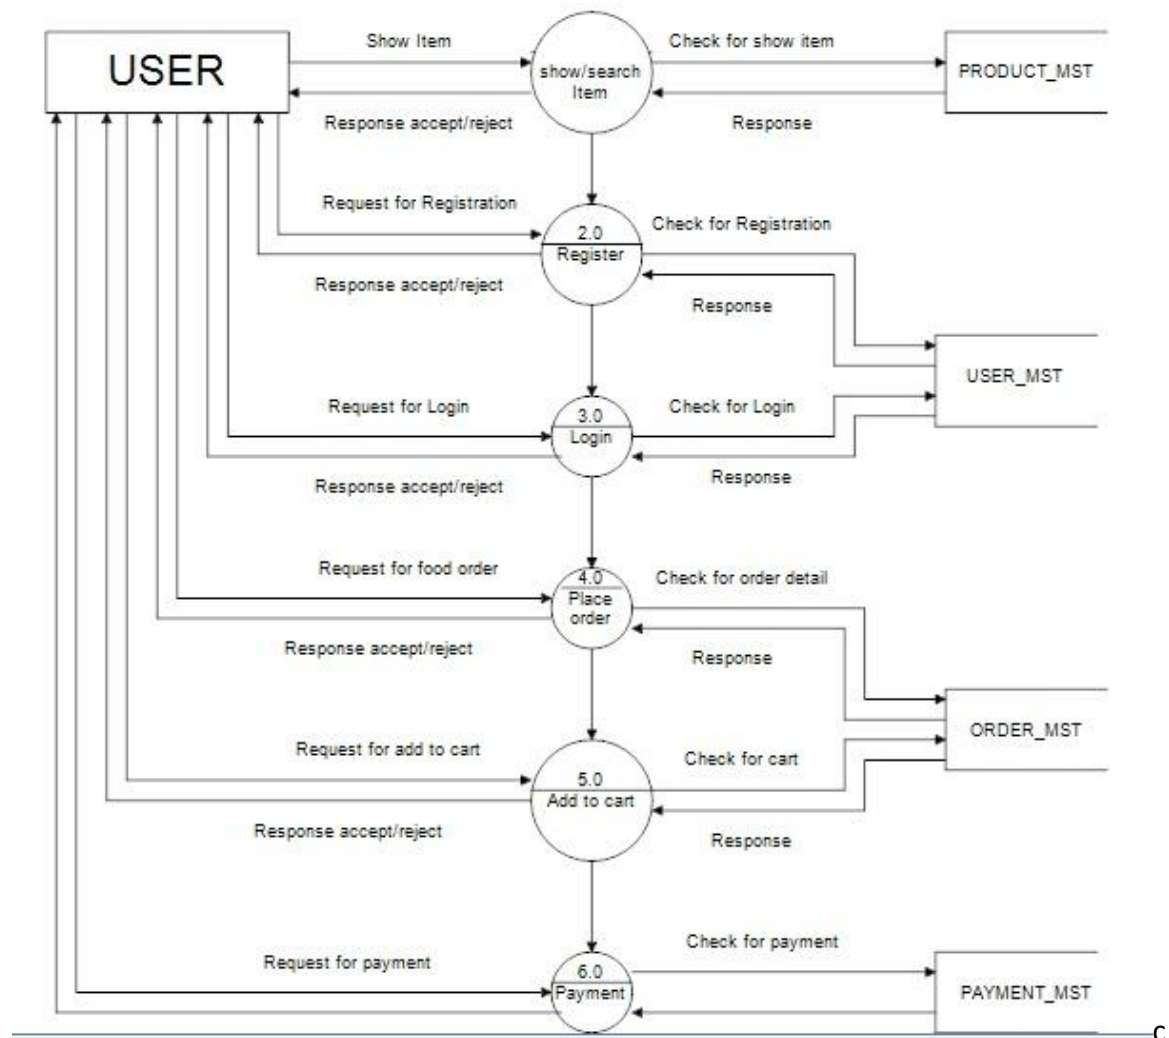 USER
Show Item
show/search
Item
Check for show item
PRODUCT_MST
Response accept/reject
Response
Request for Registration
2.0
Register
Check for Registration
Response accept/reject
Response
USER_MST
Request for Login
3.0
Login
Check for Login
Response accept/reject
Response
Request for food order
4.0
Place
order
Check for order detail
Response accept/reject
Response
ORDER_MST
Request for add to cart
5.0
Add to cart
Check for cart
Response accept/reject
Response
Request for payment
6.0
Payment
Check for payment
PAYMENT_MST
c